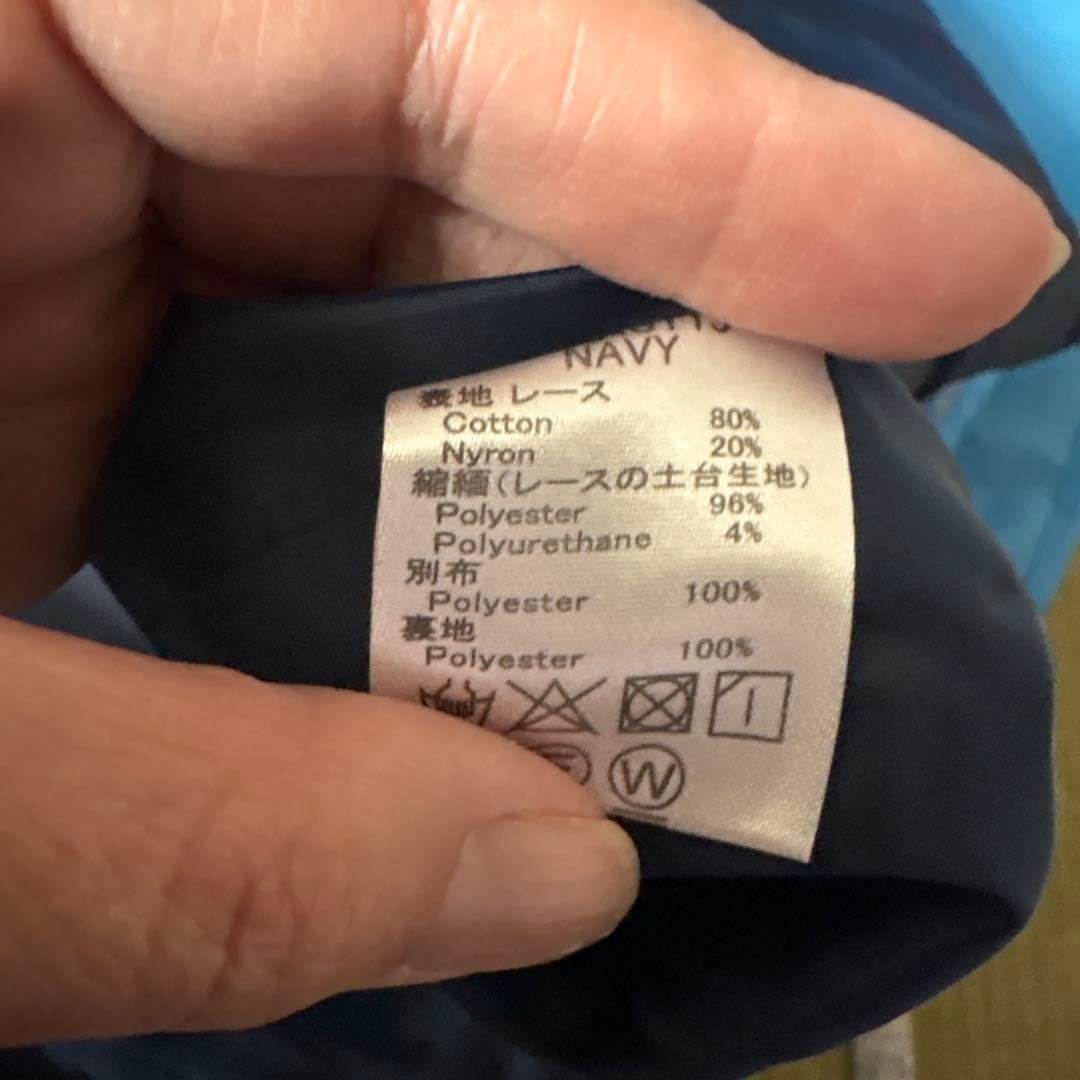 NAVY
表地 レース
Cotton 80%
Nyron 20%
縮緬(レースの土台生地)
Polyester 96%
Polyurethane 4%
別布
Polyester 100%
裏地
Polyester 100%
W